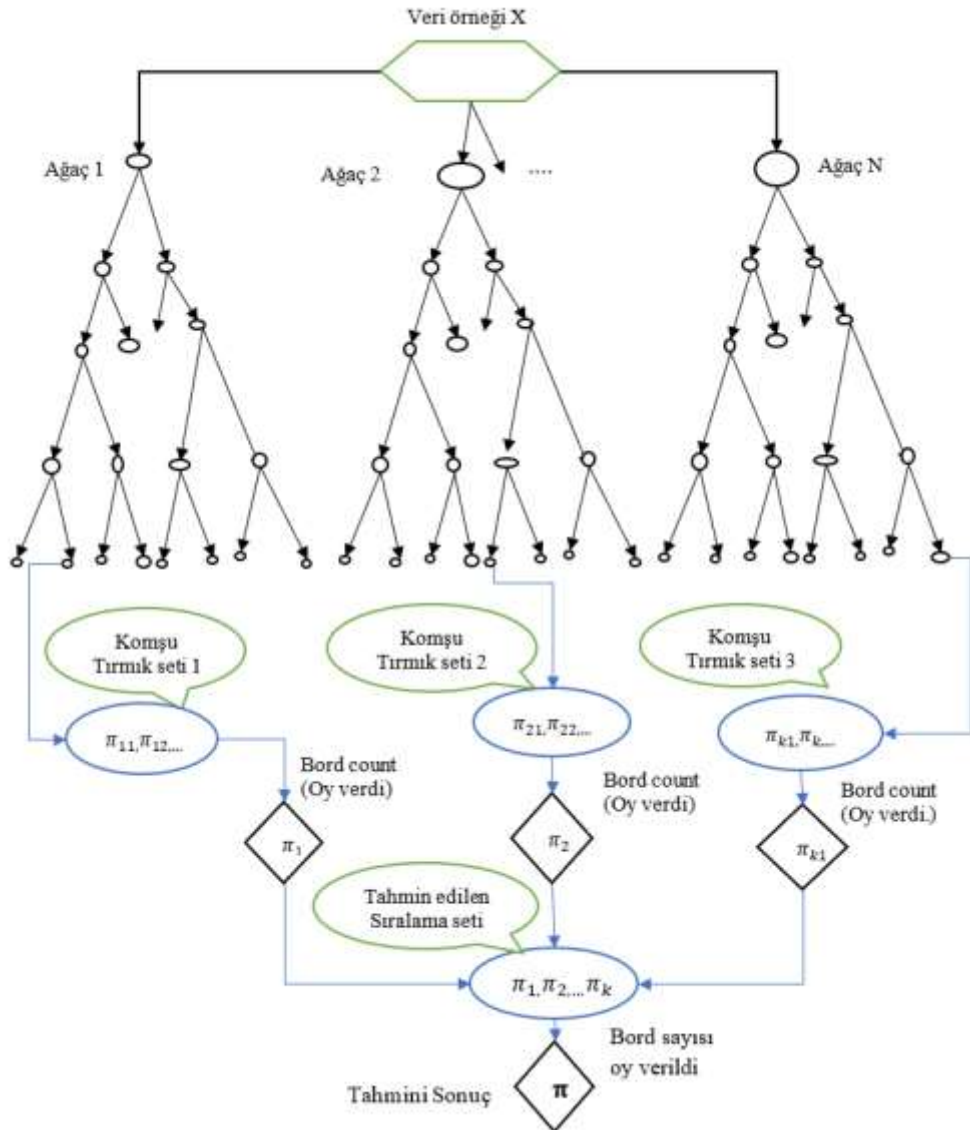 Veri örneği X
Ağaç 1
Ağaç 2
....
Ağaç N
Komşu
Tırmık seti 1
Komşu
Tırmık seti 2
Komşu
Tırmık seti 3
π11,π12,...
π21,π22,...
πk1,πk,...
Bord count
(Oy verdi)
Bord count
(Oy verdi)
Bord count
(Oy verdi.)
π1
π2
πk1
Tahmin edilen
Sıralama seti
π1,π2,...πk
Bord sayısı
oy verildi
Tahmini Sonuç
π